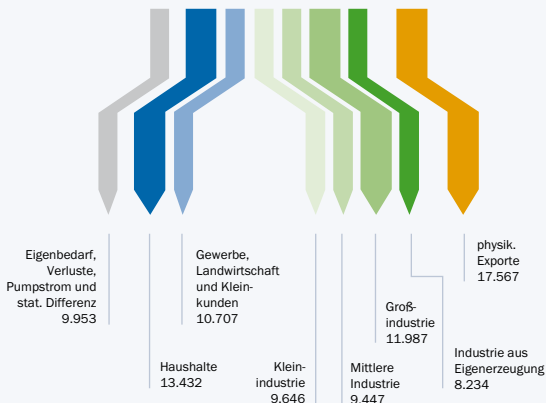 Eigenbedarf,
Verluste,
Pumpstrom und
stat. Differenz
9.953
Haushalte
13.432
Gewerbe,
Landwirtschaft
und Klein-
kunden
10.707
Klein-
industrie
9.646
Mittlere
Industrie
9.447
Groß-
industrie
11.987
Industrie aus
Eigenerzeugung
8.234
physik.
Exporte
17.567